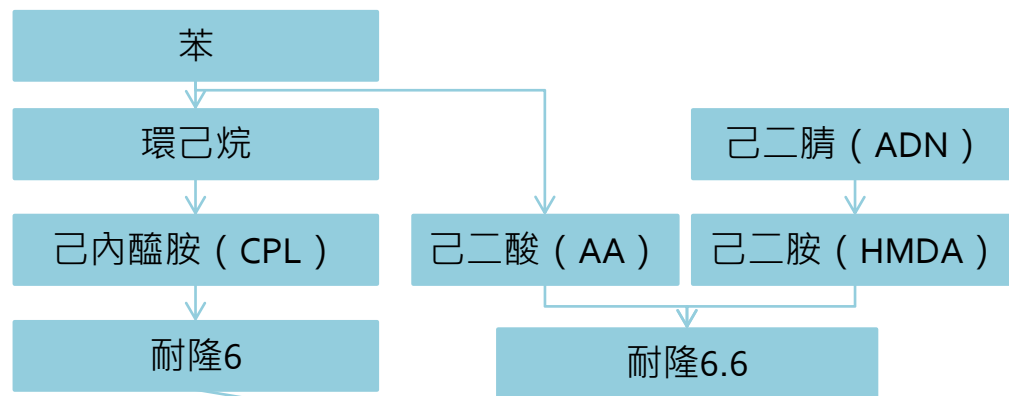 苯
環己烷
己二腈（ADN）
己內醯胺（CPL）
己二酸（AA）
己二胺（HMDA）
耐隆6
耐隆6.6